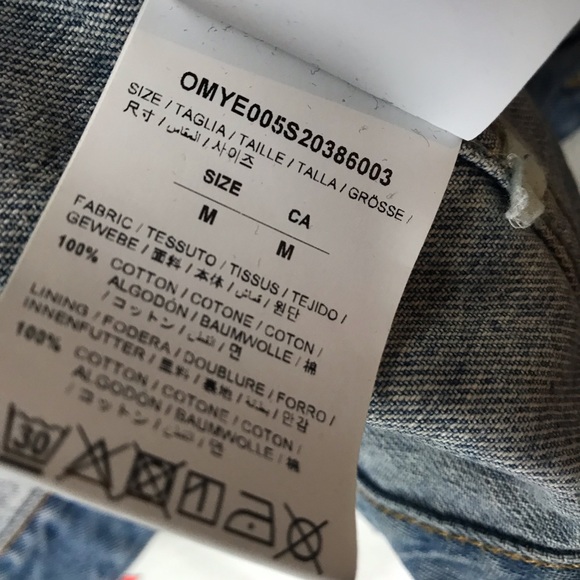 OMYE005S20386003
SIZE / TAGLIA / TAILLE / TALLA / GRÖSSE /
尺寸 / المقاس / 사이즈
SIZE CA
M M
FABRIC / TESSUTO / TISSUS / TEJIDO /
GEWEBE / 面料 / 本体 / قماش / 원단
100% COTTON / COTONE / COTON /
ALGODÓN / BAUMWOLLE / 棉
/ コットン / قطن / 면
LINING / FODERA / DOUBLURE / FORRO /
INNENFUTTER / 里料 / 裏地 / بطانة / 안감
100% COTTON / COTONE / COTON /
ALGODÓN / BAUMWOLLE / 棉
/ コットン / قطن / 면
30